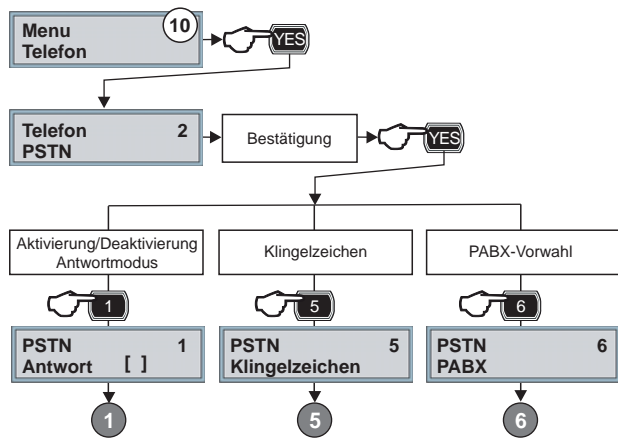 Menu 10
Telefon
YES
Telefon 2
PSTN
Bestätigung
YES
Aktivierung/Deaktivierung
Antwortmodus
Klingelzeichen
PABX-Vorwahl
1
5
6
PSTN 1
Antwort [ ]
PSTN 5
Klingelzeichen
PSTN 6
PABX
1
5
6